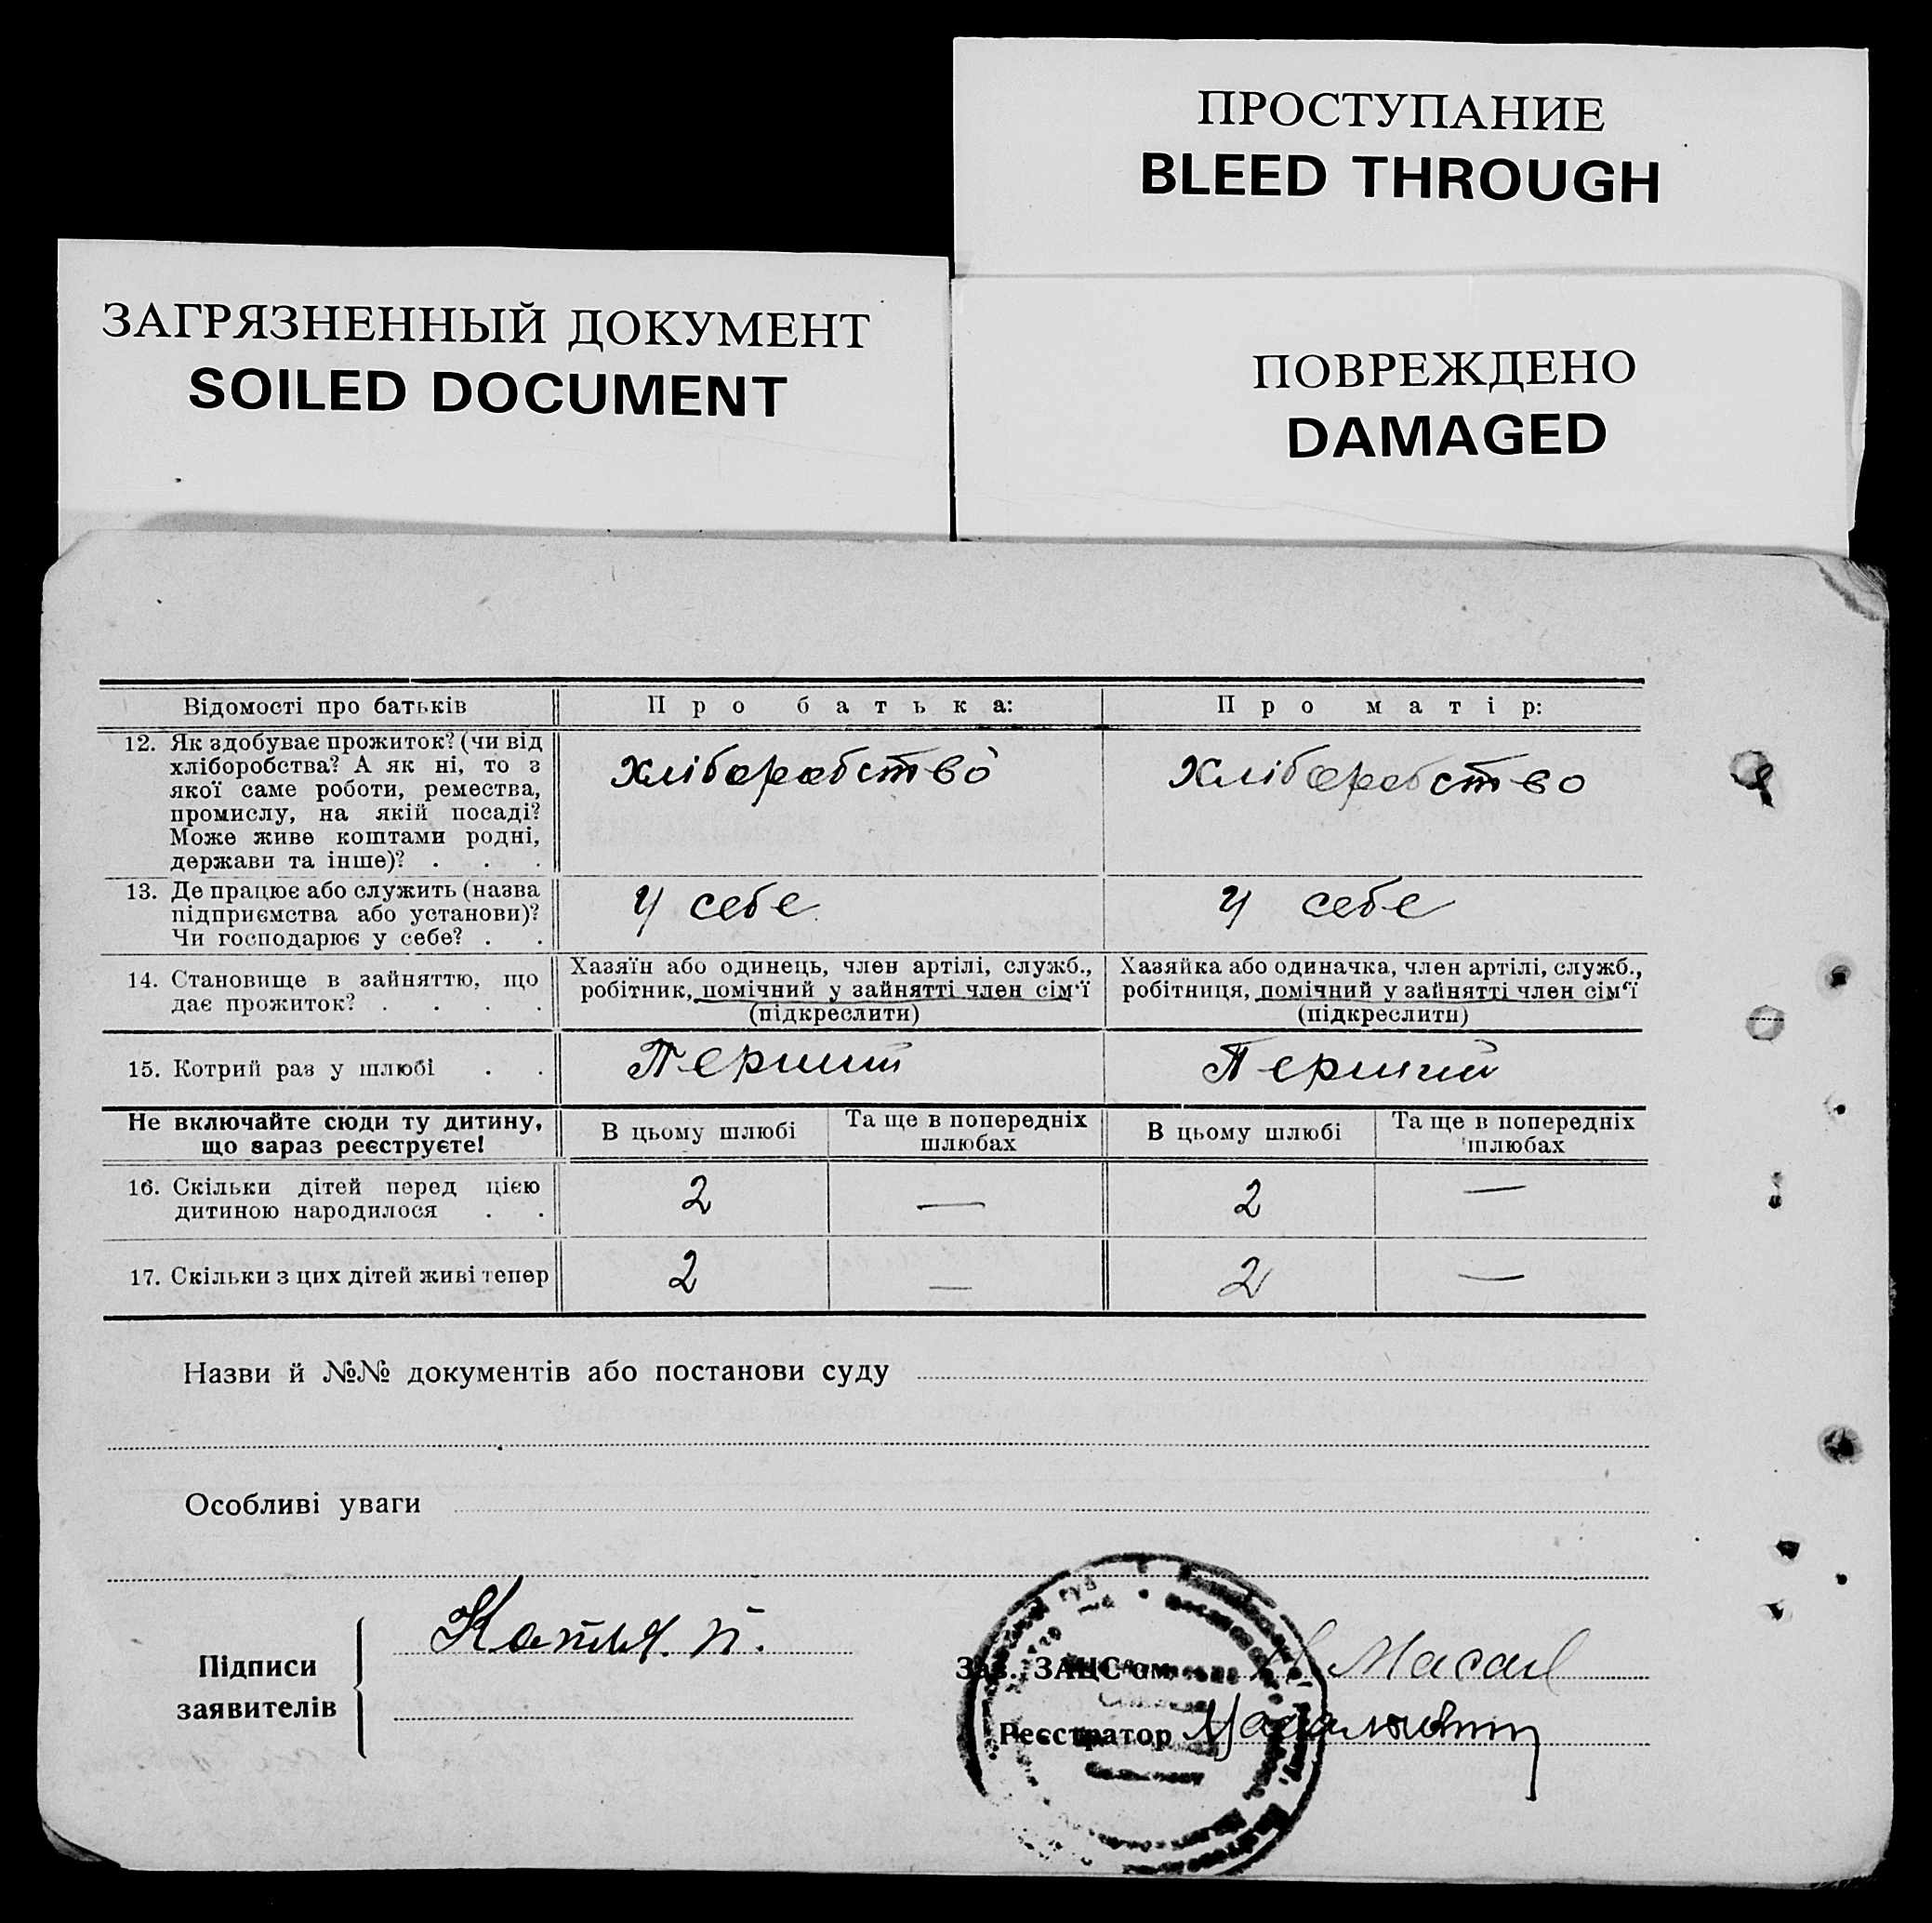 ПРОСТУПАНИЕ
BLEED THROUGH
ЗАГРЯЗНЕННЫЙ ДОКУМЕНТ
SOILED DOCUMENT
ПОВРЕЖДЕНО
DAMAGED
Відомості про батьків
Про батька:
Про матір:
12. Як здобуває прожиток? (чи від
хліборобства? А як ні, то з
якої саме роботи, ремества,
промислу, на якій посаді?
Може живе коштами родні,
держави та інше)? . . .
Хліборобство
Хліборобство
13. Де працює або служить (назва
підприємства або установи)?
Чи господарює у себе? . .
У себе
У себе
14. Становище в зайняттю, що
дає прожиток? . . . .
Хазяїн або одинець, член артілі, служб.,
робітник, помічний у зайнятті член сім'ї
(підкреслити)
Хазяйка або одиначка, член артілі, служб.,
робітниця, помічний у зайнятті член сім'ї
(підкреслити)
15. Котрий раз у шлюбі . .
Перший
Перший
Не включайте сюди ту дитину,
що зараз реєструєте!
В цьому шлюбі
Та ще в попередніх
шлюбах
В цьому шлюбі
Та ще в попередніх
шлюбах
16. Скільки дітей перед цією
дитиною народилося . .
2
—
2
—
17. Скільки з цих дітей живі тепер
2
—
2
—
Назви й №№ документів або постанови суду
Особливі уваги
Підписи
заявителів
Зав. ЗАЦС'ом
Реєстратор